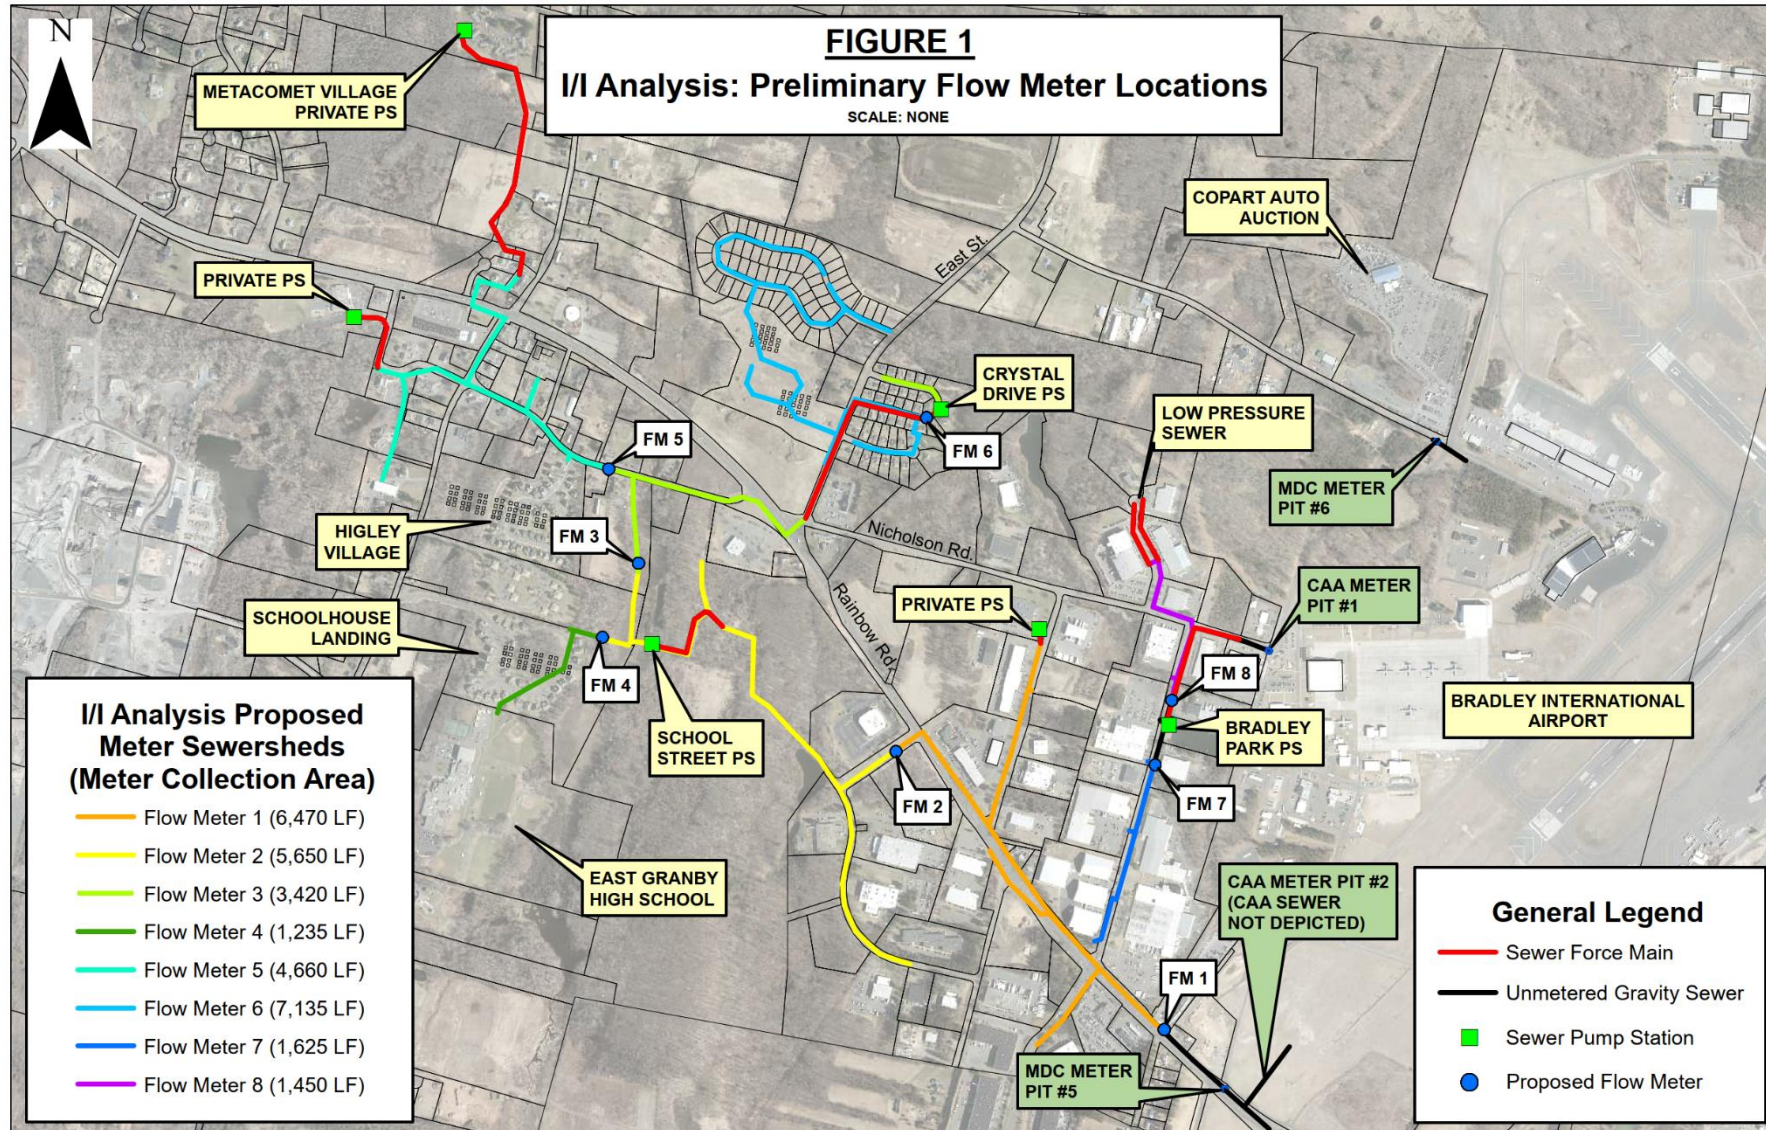 FIGURE 1
I/I Analysis: Preliminary Flow Meter Locations
SCALE: NONE
N
METACOMET VILLAGE
PRIVATE PS
COPART AUTO
AUCTION
East St.
PRIVATE PS
CRYSTAL
DRIVE PS
LOW PRESSURE
SEWER
FM 5
FM 6
MDC METER
PIT #6
HIGLEY
VILLAGE
FM 3
Nicholson Rd.
CAA METER
PIT #1
PRIVATE PS
Rainbow Rd.
SCHOOLHOUSE
LANDING
FM 4
FM 8
BRADLEY INTERNATIONAL
AIRPORT
SCHOOL
STREET PS
BRADLEY
PARK PS
FM 2
FM 7
EAST GRANBY
HIGH SCHOOL
CAA METER PIT #2
(CAA SEWER
NOT DEPICTED)
FM 1
MDC METER
PIT #5
I/I Analysis Proposed
Meter Sewersheds
(Meter Collection Area)
Flow Meter 1 (6,470 LF)
Flow Meter 2 (5,650 LF)
Flow Meter 3 (3,420 LF)
Flow Meter 4 (1,235 LF)
Flow Meter 5 (4,660 LF)
Flow Meter 6 (7,135 LF)
Flow Meter 7 (1,625 LF)
Flow Meter 8 (1,450 LF)
General Legend
Sewer Force Main
Unmetered Gravity Sewer
Sewer Pump Station
Proposed Flow Meter